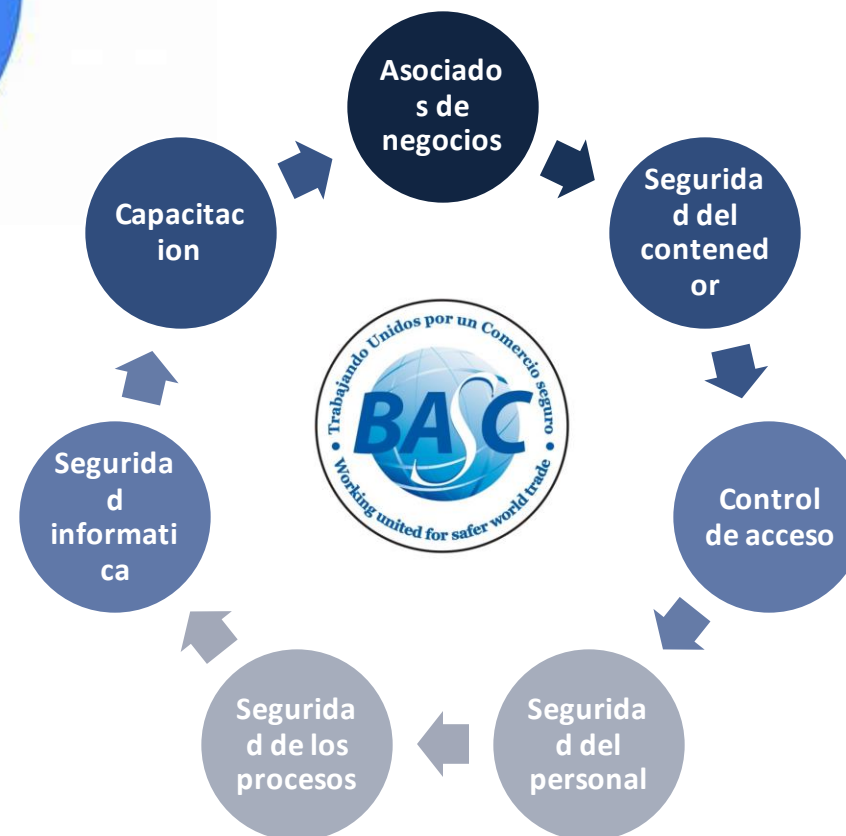 Asociado
s de
negocios
Segurida
d del
contened
or
Control
de acceso
Segurida
d del
personal
Segurida
d de los
procesos
Segurida
d
informati
ca
Capacitac
ion
• Trabajando Unidos por un Comercio seguro •
BASC
Working united for safer world trade